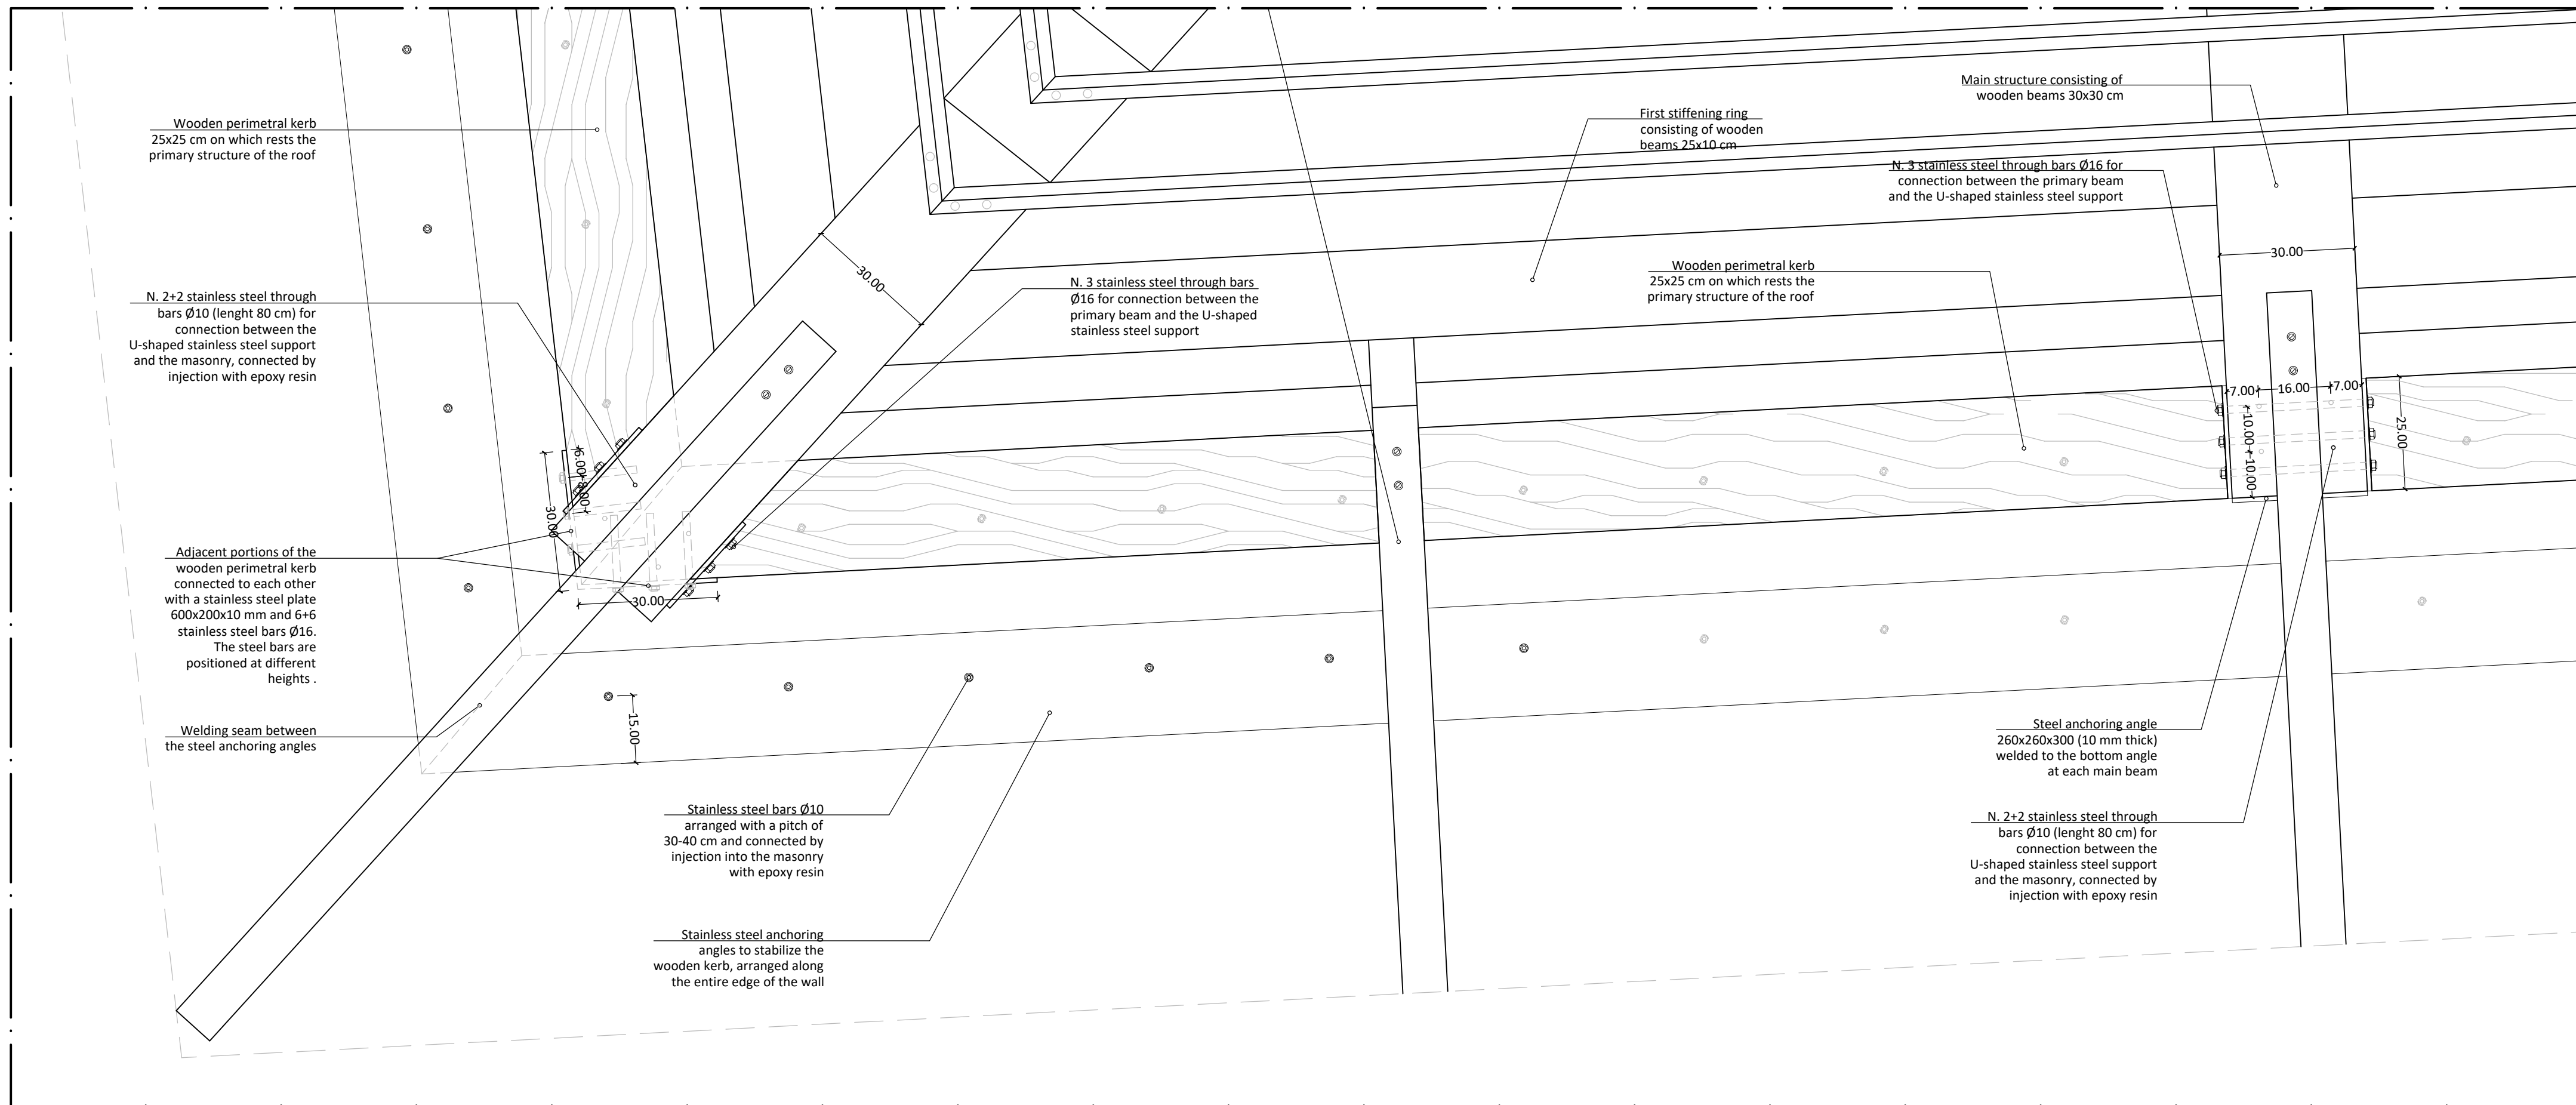 Wooden perimetral kerb
25x25 cm on which rests the
primary structure of the roof
N. 2+2 stainless steel through
bars Ø10 (lenght 80 cm) for
connection between the
U-shaped stainless steel support
and the masonry, connected by
injection with epoxy resin
Adjacent portions of the
wooden perimetral kerb
connected to each other
with a stainless steel plate
600x200x10 mm and 6+6
stainless steel bars Ø16.
The steel bars are
positioned at different
heights .
Welding seam between
the steel anchoring angles
30.00
6.00
8.00
30.00
30.00
15.00
N. 3 stainless steel through bars
Ø16 for connection between the
primary beam and the U-shaped
stainless steel support
Stainless steel bars Ø10
arranged with a pitch of
30-40 cm and connected by
injection into the masonry
with epoxy resin
Stainless steel anchoring
angles to stabilize the
wooden kerb, arranged along
the entire edge of the wall
First stiffening ring
consisting of wooden
beams 25x10 cm
Wooden perimetral kerb
25x25 cm on which rests the
primary structure of the roof
Main structure consisting of
wooden beams 30x30 cm
N. 3 stainless steel through bars Ø16 for
connection between the primary beam
and the U-shaped stainless steel support
30.00
7.00
16.00
7.00
10.00
10.00
25.00
Steel anchoring angle
260x260x300 (10 mm thick)
welded to the bottom angle
at each main beam
N. 2+2 stainless steel through
bars Ø10 (lenght 80 cm) for
connection between the
U-shaped stainless steel support
and the masonry, connected by
injection with epoxy resin